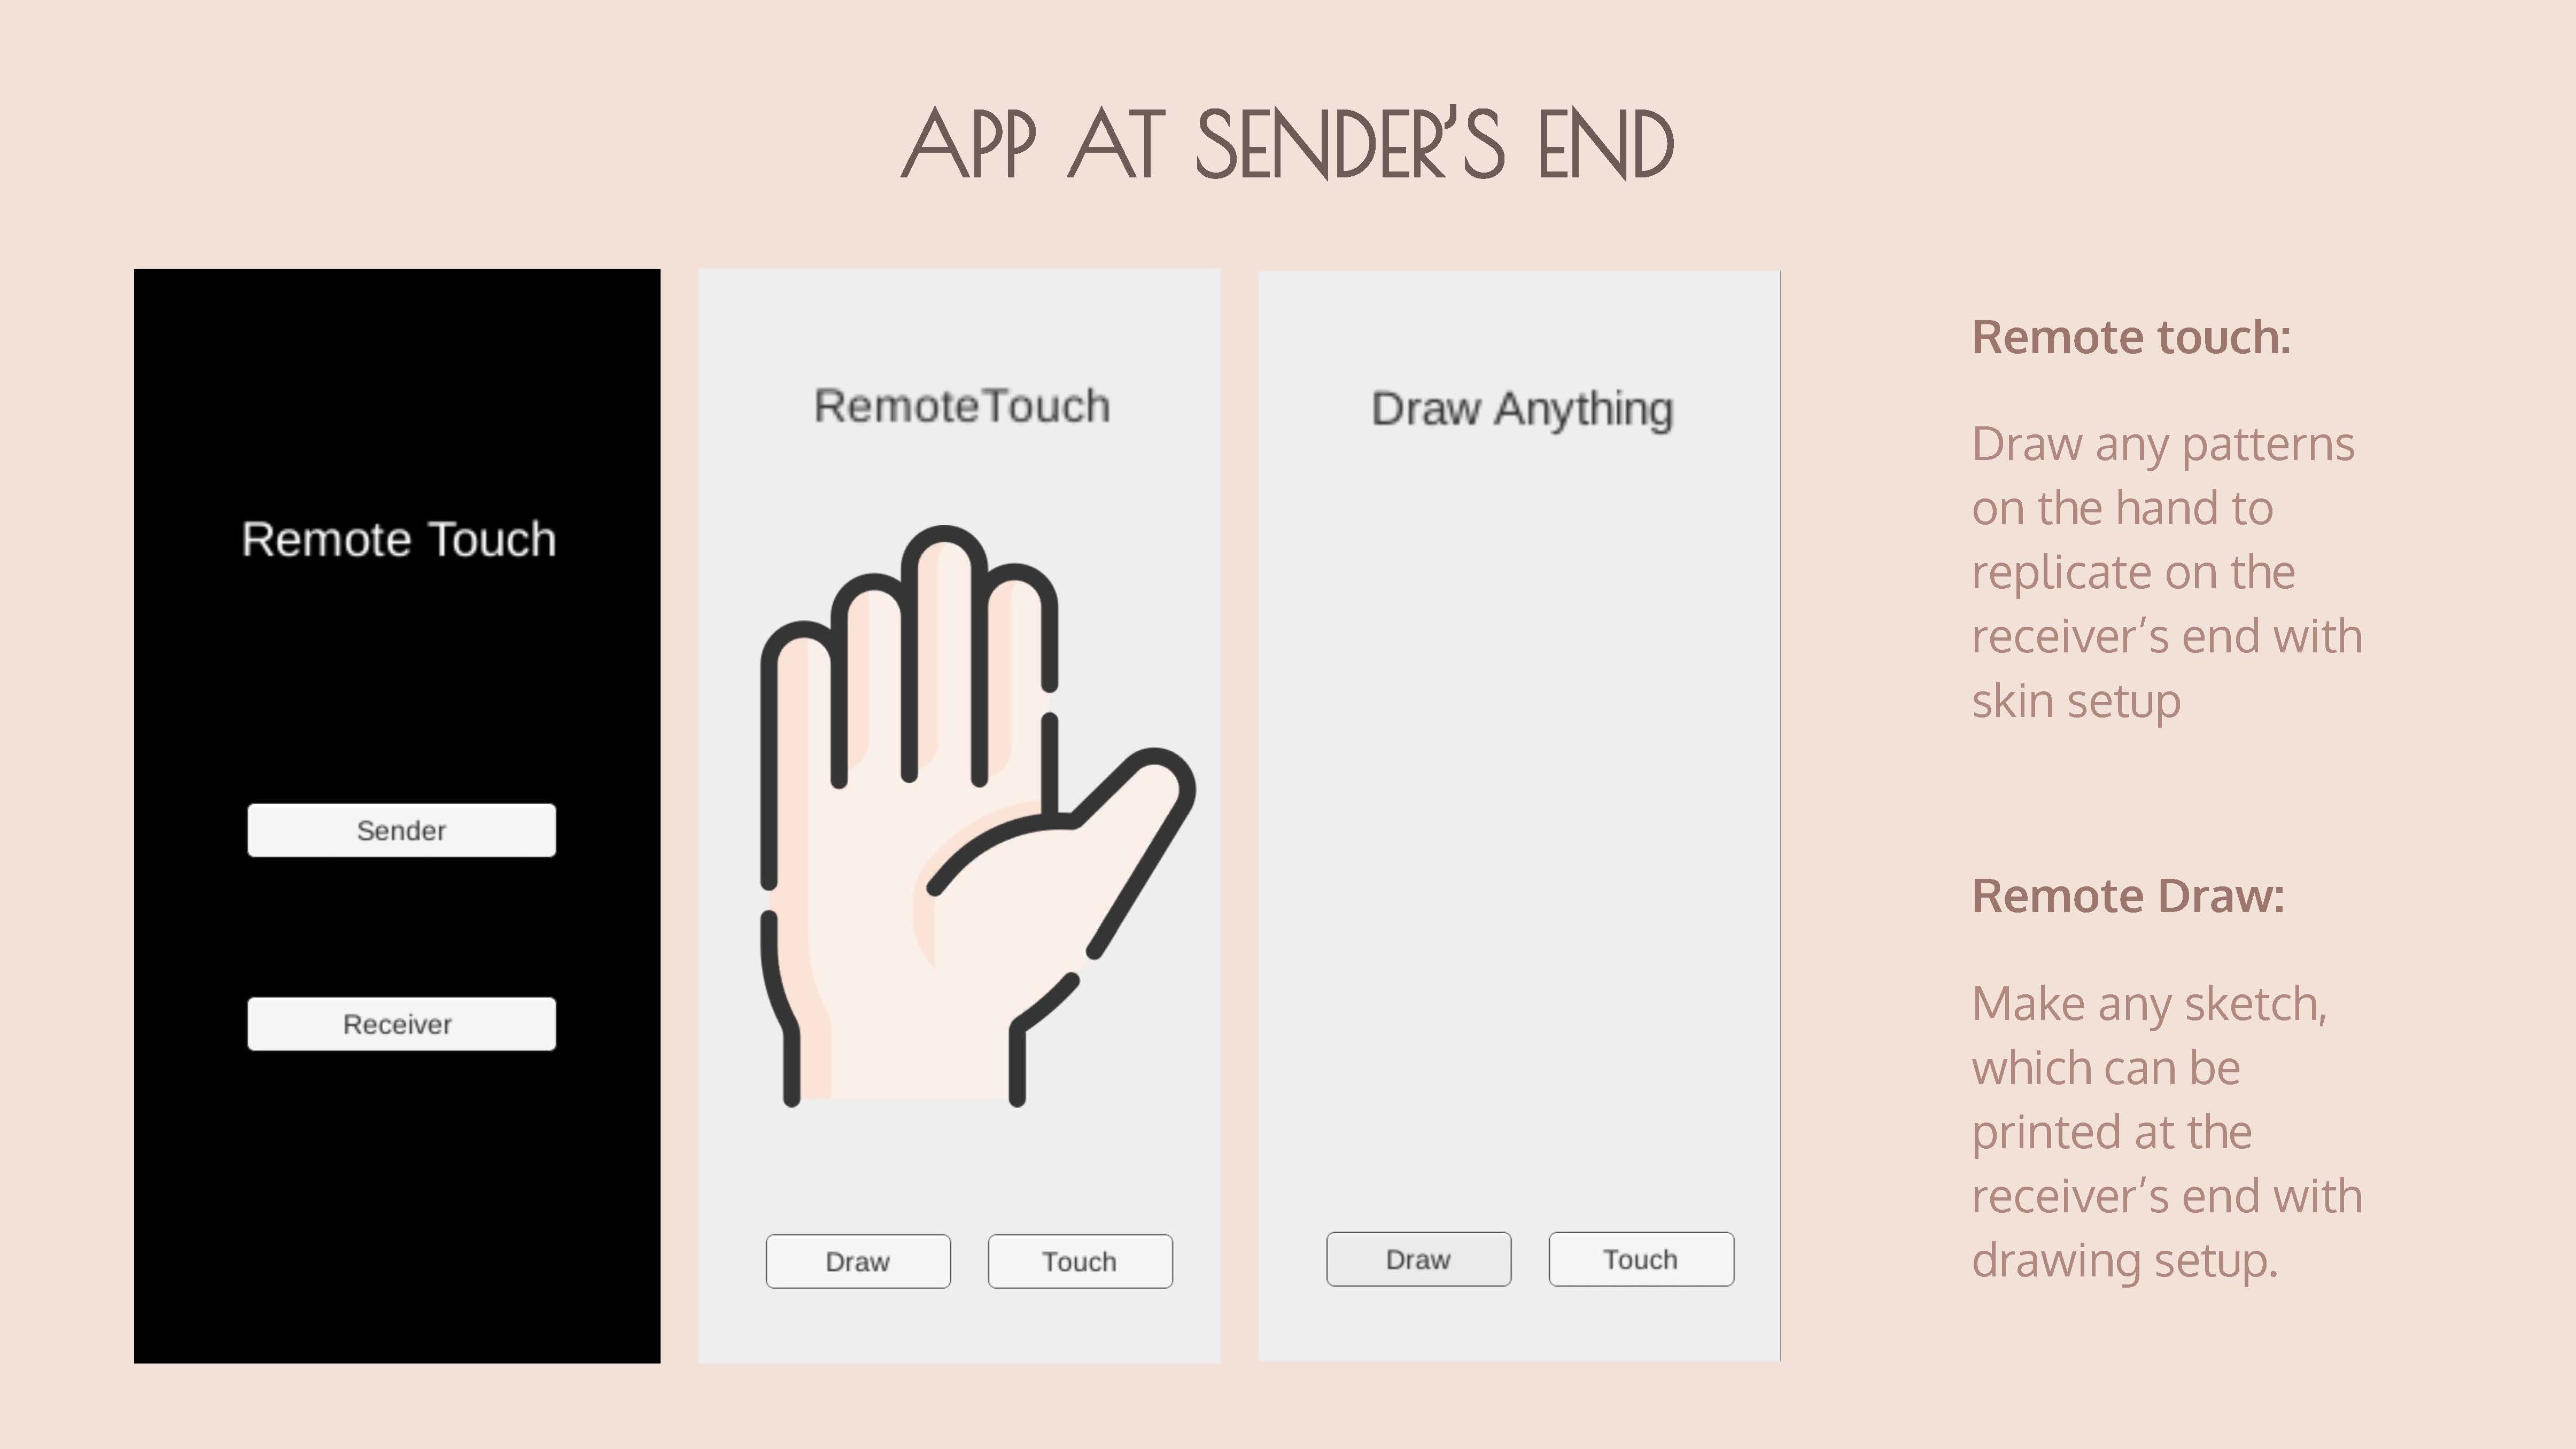 APP AT SENDER'S END
Remote Touch
Sender
Receiver
RemoteTouch
Draw
Touch
Draw Anything
Draw
Touch
Remote touch:
Draw any patterns
on the hand to
replicate on the
receiver’s end with
skin setup
Remote Draw:
Make any sketch,
which can be
printed at the
receiver’s end with
drawing setup.